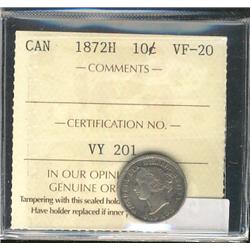 CAN 1872H 10¢ VF-20
— COMMENTS —
— CERTIFICATION NO. —
VY 201
IN OUR OPINI
GENUINE OR
Tampering with this sealed hold
Have holder replaced if inner